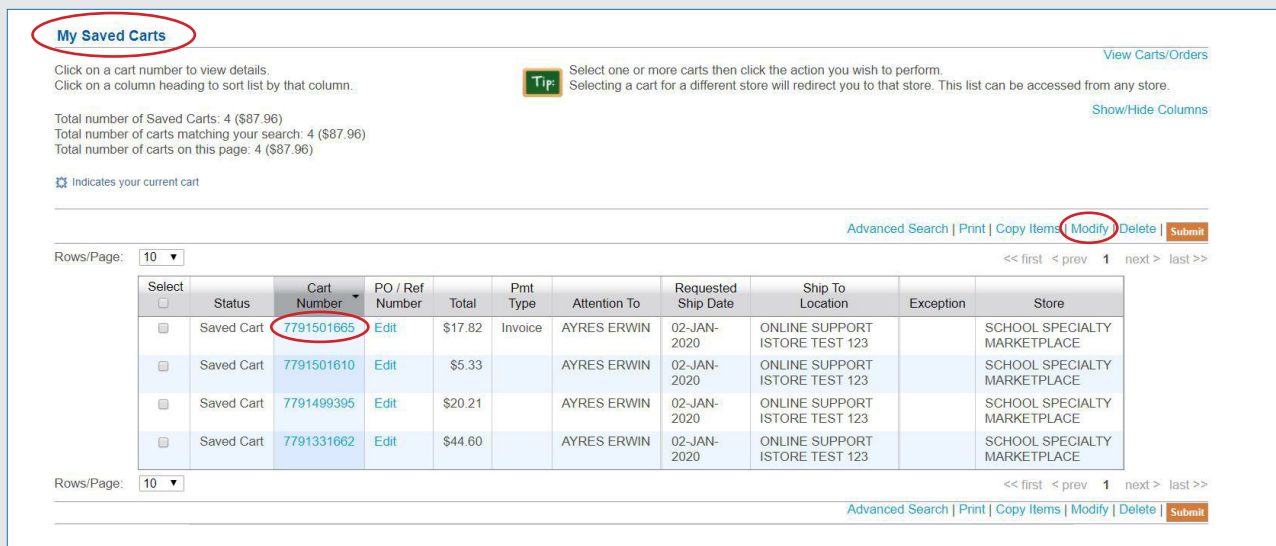 My Saved Carts
View Carts/Orders
Click on a cart number to view details.
Click on a column heading to sort list by that column.
Tip:
Select one or more carts then click the action you wish to perform.
Selecting a cart for a different store will redirect you to that store. This list can be accessed from any store.
Show/Hide Columns
Total number of Saved Carts: 4 ($87.96)
Total number of carts matching your search: 4 ($87.96)
Total number of carts on this page: 4 ($87.96)
Indicates your current cart
Advanced Search | Print | Copy Items | Modify | Delete | Submit
Rows/Page: 10 << first < prev 1 next > last >>
Select Status Cart Number PO / Ref Number Total Pmt Type Attention To Requested Ship Date Ship To Location Exception Store
Saved Cart 7791501665 Edit $17.82 Invoice AYRES ERWIN 02-JAN-2020 ONLINE SUPPORT ISTORE TEST 123 SCHOOL SPECIALTY MARKETPLACE
Saved Cart 7791501610 Edit $5.33 AYRES ERWIN 02-JAN-2020 ONLINE SUPPORT ISTORE TEST 123 SCHOOL SPECIALTY MARKETPLACE
Saved Cart 7791499395 Edit $20.21 AYRES ERWIN 02-JAN-2020 ONLINE SUPPORT ISTORE TEST 123 SCHOOL SPECIALTY MARKETPLACE
Saved Cart 7791331662 Edit $44.60 AYRES ERWIN 02-JAN-2020 ONLINE SUPPORT ISTORE TEST 123 SCHOOL SPECIALTY MARKETPLACE
Rows/Page: 10 << first < prev 1 next > last >>
Advanced Search | Print | Copy Items | Modify | Delete | Submit